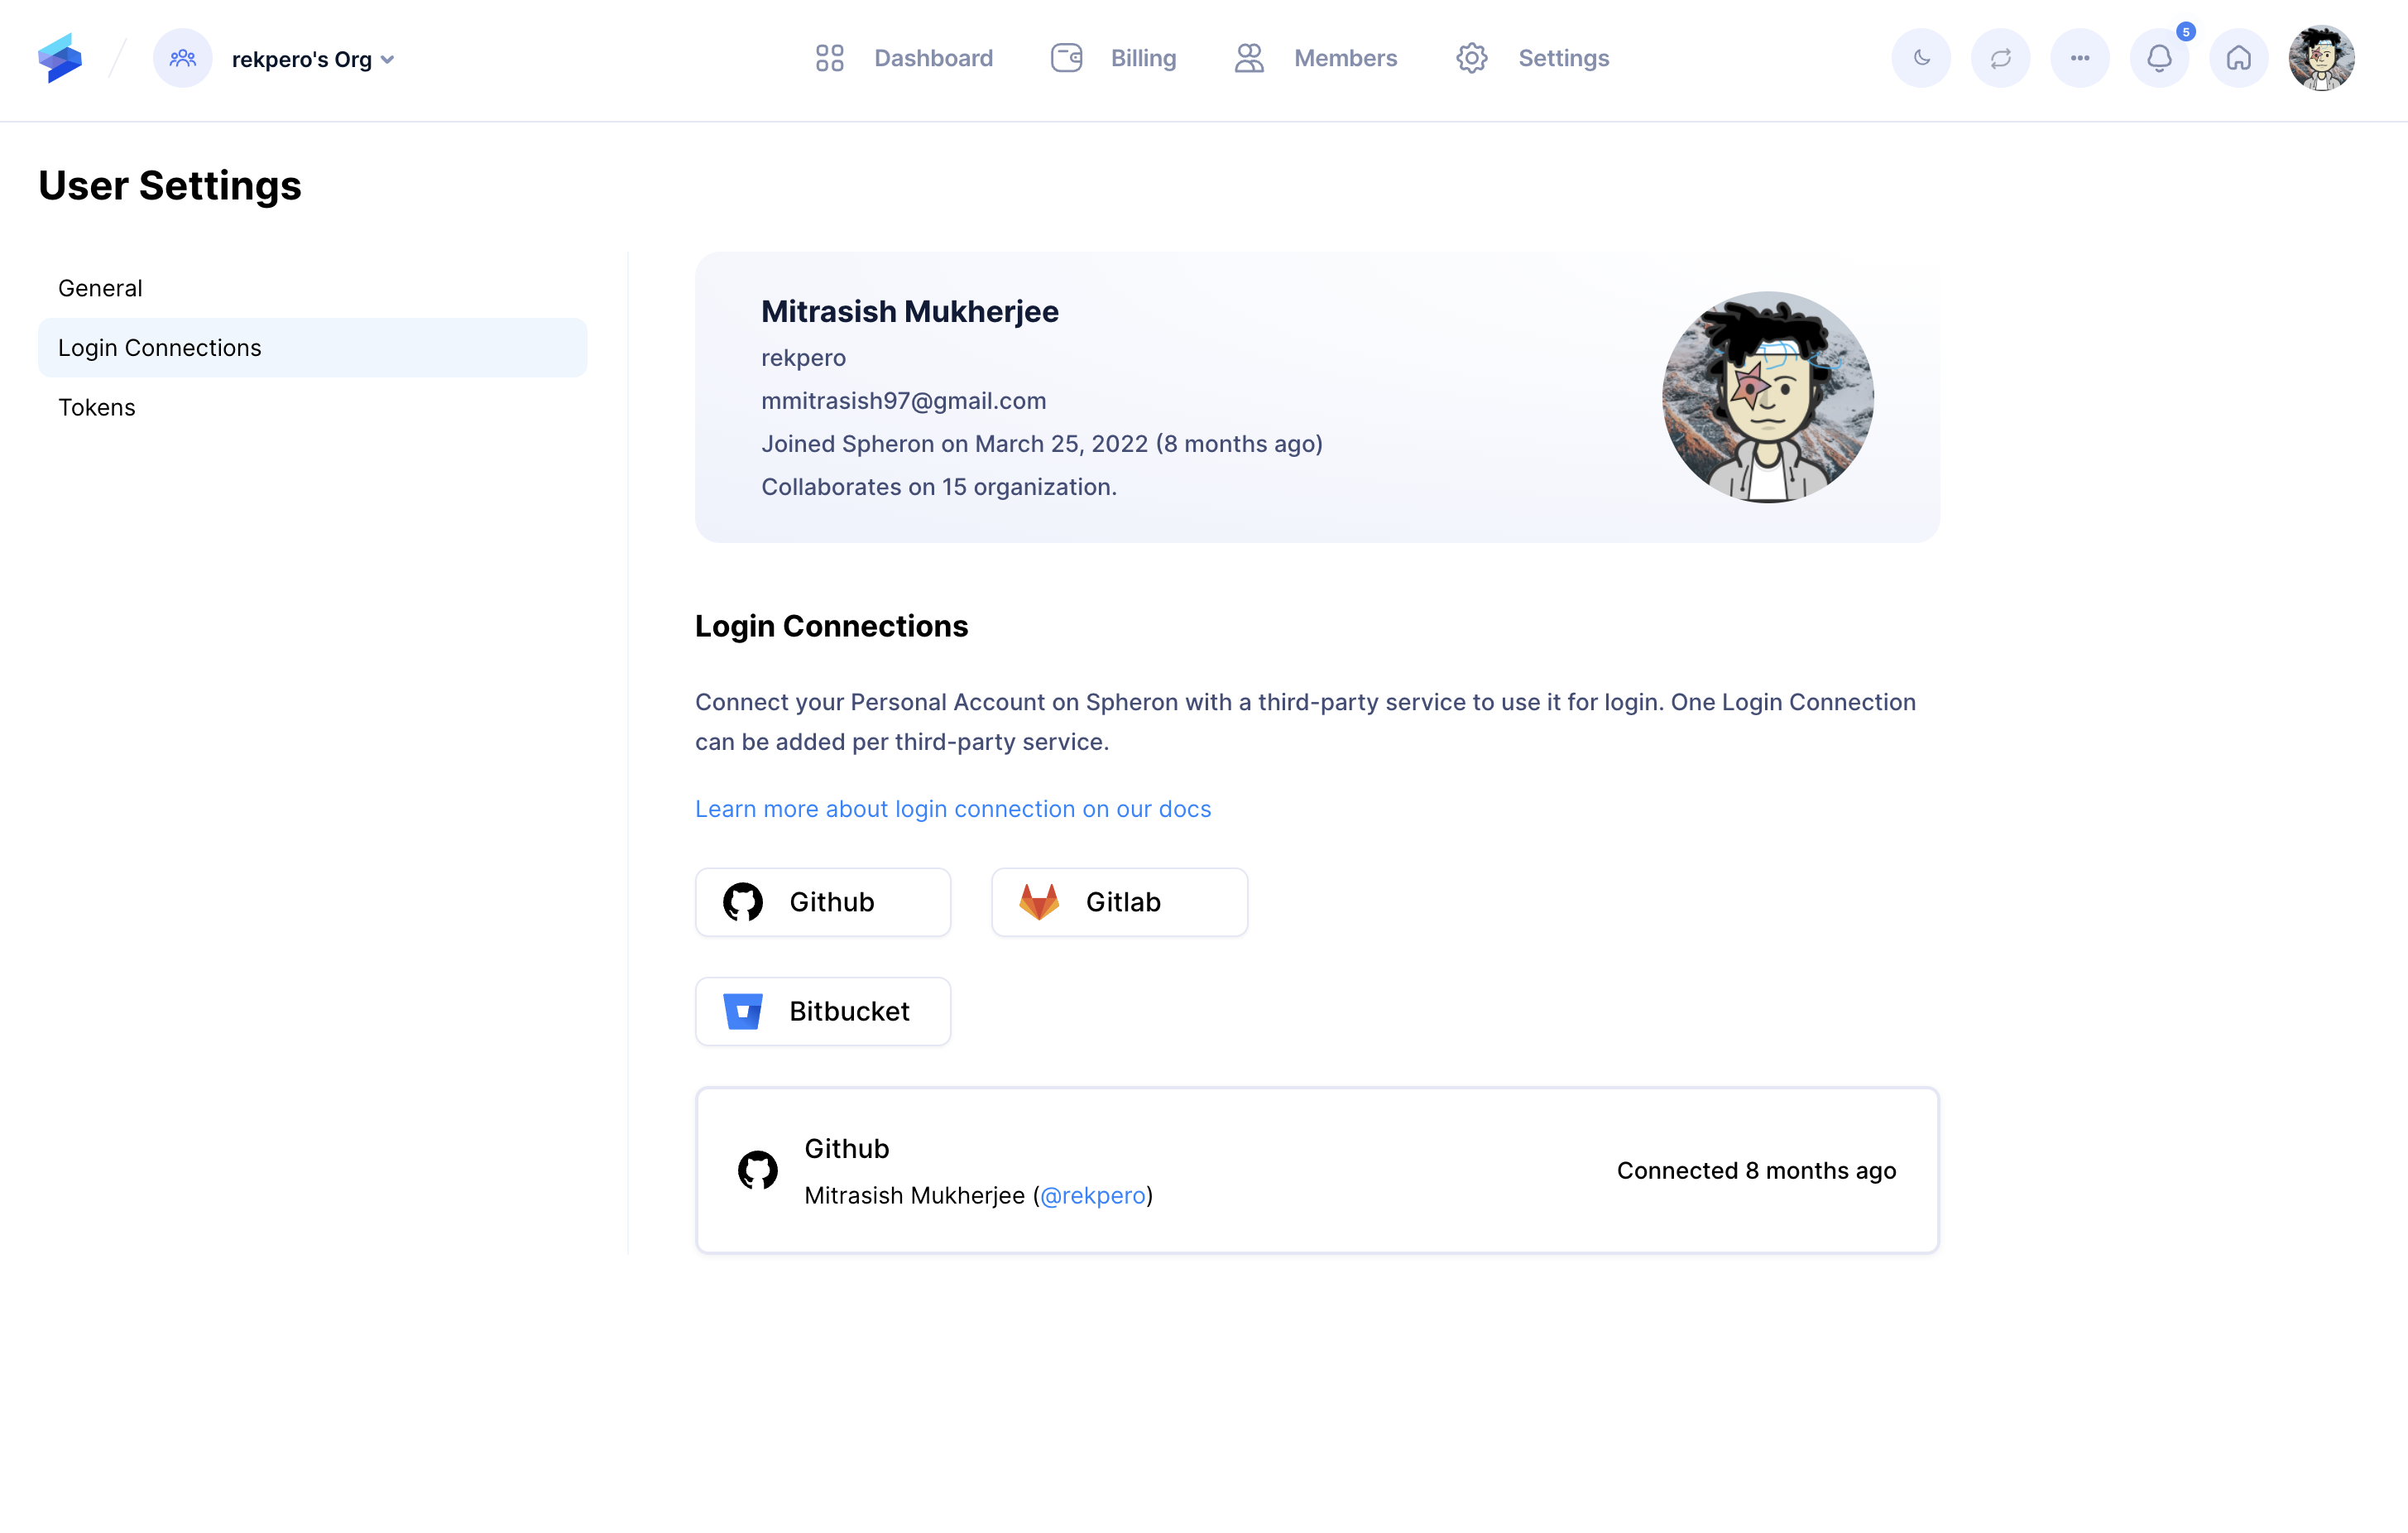 rekpero's Org
Dashboard
Billing
Members
Settings
5
User Settings
General
Login Connections
Tokens
Mitrasish Mukherjee
rekpero
mmitrasish97@gmail.com
Joined Spheron on March 25, 2022 (8 months ago)
Collaborates on 15 organization.
Login Connections
Connect your Personal Account on Spheron with a third-party service to use it for login. One Login Connection
can be added per third-party service.
Learn more about login connection on our docs
Github
Gitlab
Bitbucket
Github
Mitrasish Mukherjee (@rekpero)
Connected 8 months ago